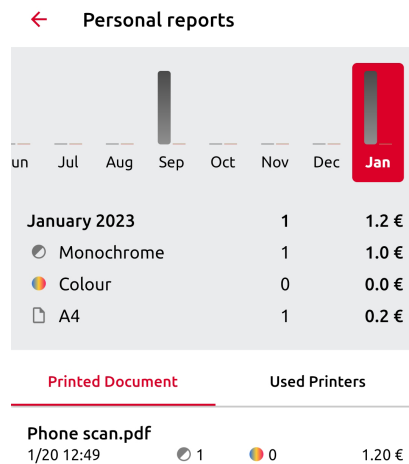 Personal reports
un Jul Aug Sep Oct Nov Dec Jan
January 2023 1 1.2 €
Monochrome 1 1.0 €
Colour 0 0.0 €
A4 1 0.2 €
Printed Document Used Printers
Phone scan.pdf
1/20 12:49 1 0 1.20 €